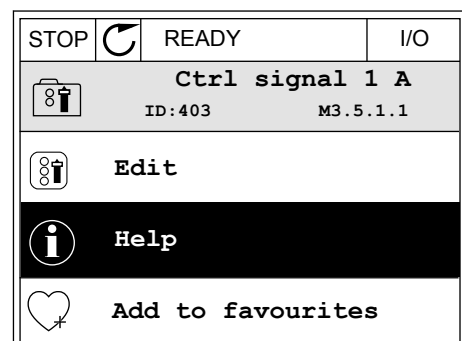 STOP READY I/O
Ctrl signal 1 A
ID:403 M3.5.1.1
Edit
Help
Add to favourites